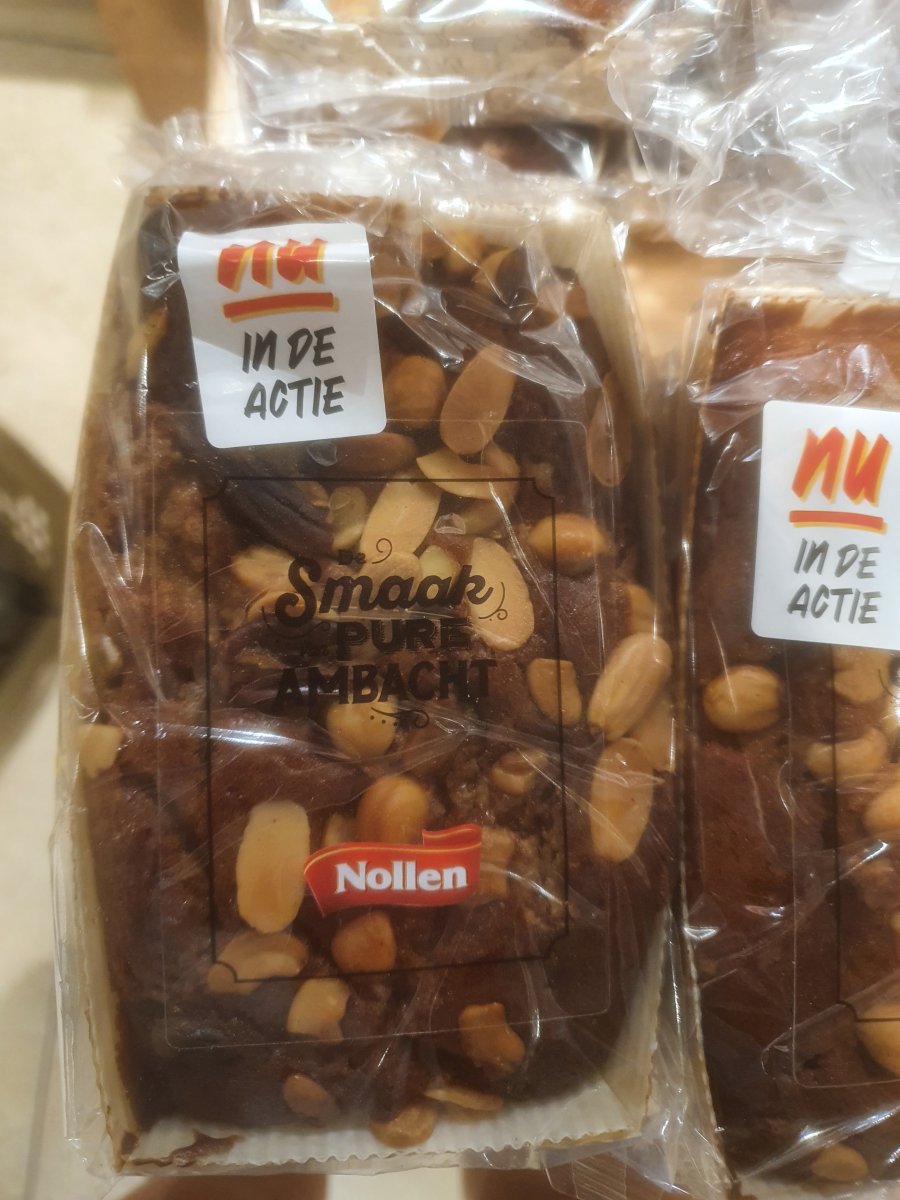 nu
IN DE
ACTIE
De
Smaak
PURE
AMBACHT
Nollen
nu
IN DE
ACTIE